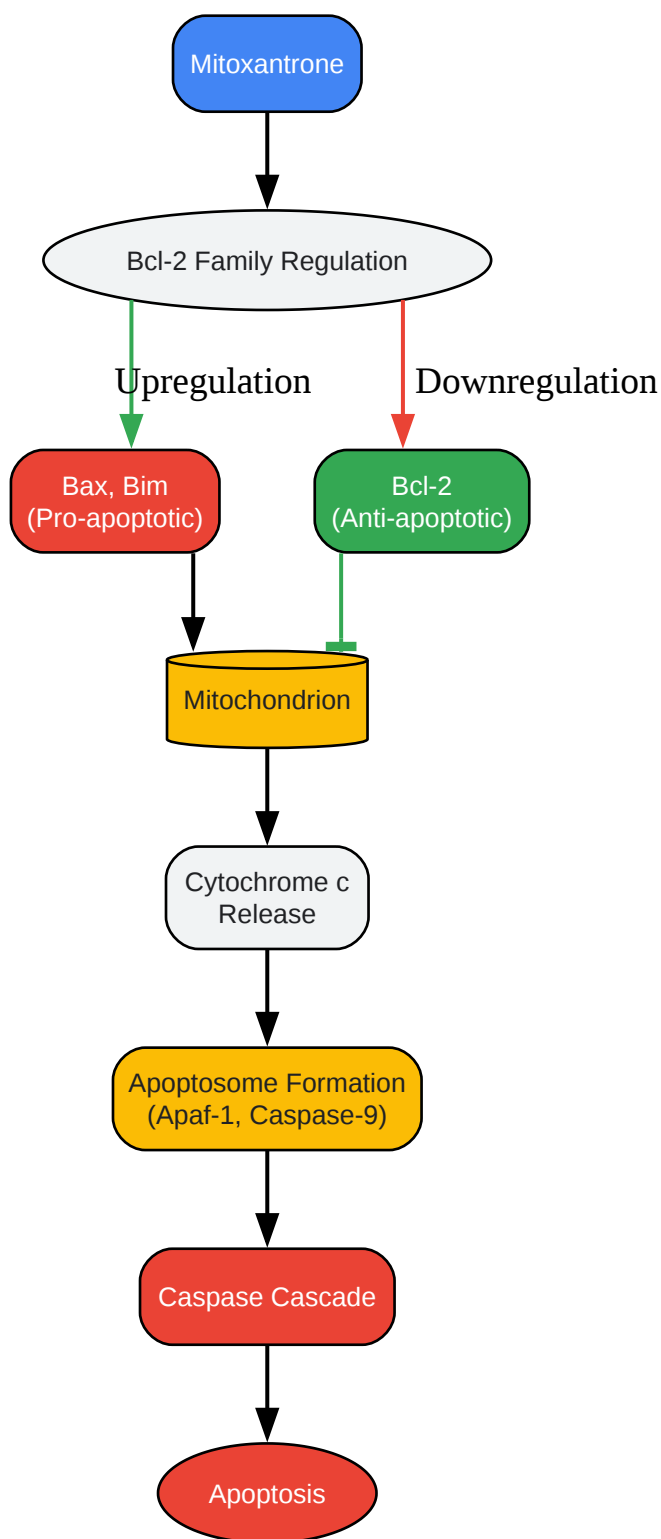 Mitoxantrone
Bcl-2 Family Regulation
Upregulation
Downregulation
Bax, Bim
(Pro-apoptotic)
Bcl-2
(Anti-apoptotic)
Mitochondrion
Cytochrome c
Release
Apoptosome Formation
(Apaf-1, Caspase-9)
Caspase Cascade
Apoptosis